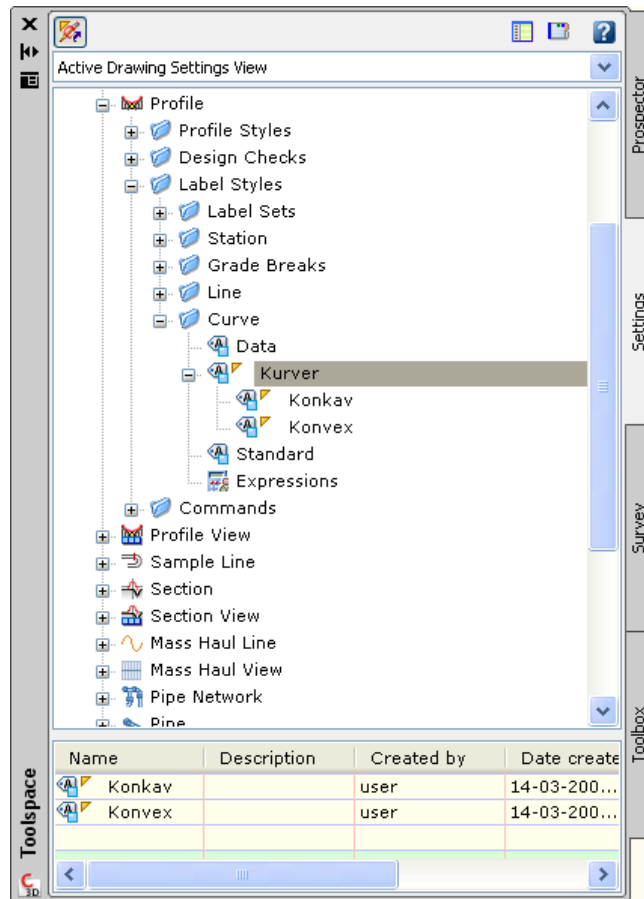 Active Drawing Settings View
Profile
Profile Styles
Design Checks
Label Styles
Label Sets
Station
Grade Breaks
Line
Curve
Data
Kurver
Konkav
Konvex
Standard
Expressions
Commands
Profile View
Sample Line
Section
Section View
Mass Haul Line
Mass Haul View
Pipe Network
Pipe
Name Description Created by Date create
Konkav user 14-03-200...
Konvex user 14-03-200...
Toolspace
C 3D
Prospector
Settings
Survey
Toolbox